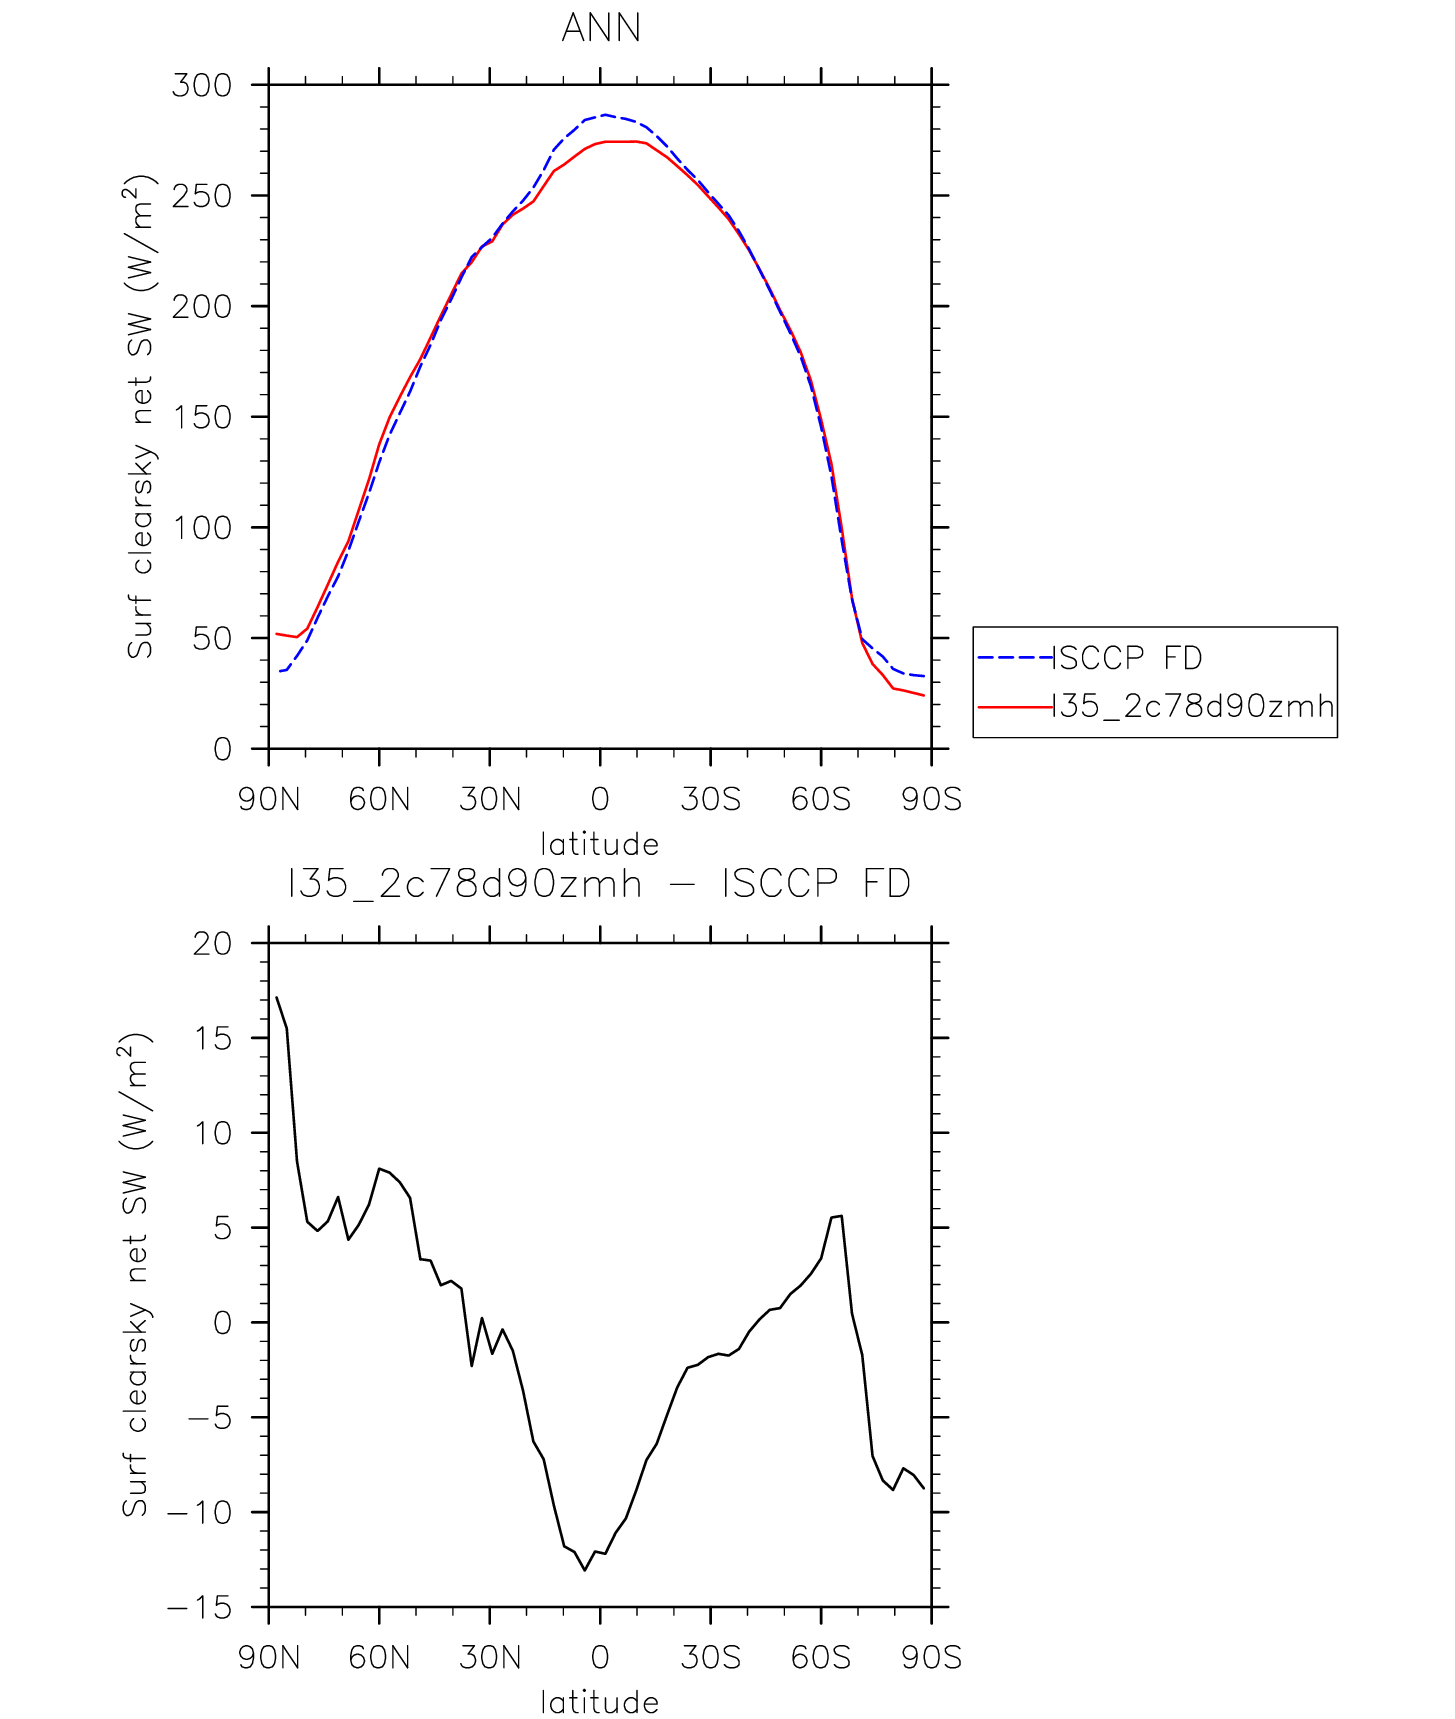 ANN
300
250
200
150
100
50
0
Surf clearsky net SW (W/m²)
90N 60N 30N 0 30S 60S 90S
latitude
ISCCP FD
I35_2c78d90zmh
I35_2c78d90zmh − ISCCP FD
20
15
10
5
0
−5
−10
−15
Surf clearsky net SW (W/m²)
90N 60N 30N 0 30S 60S 90S
latitude